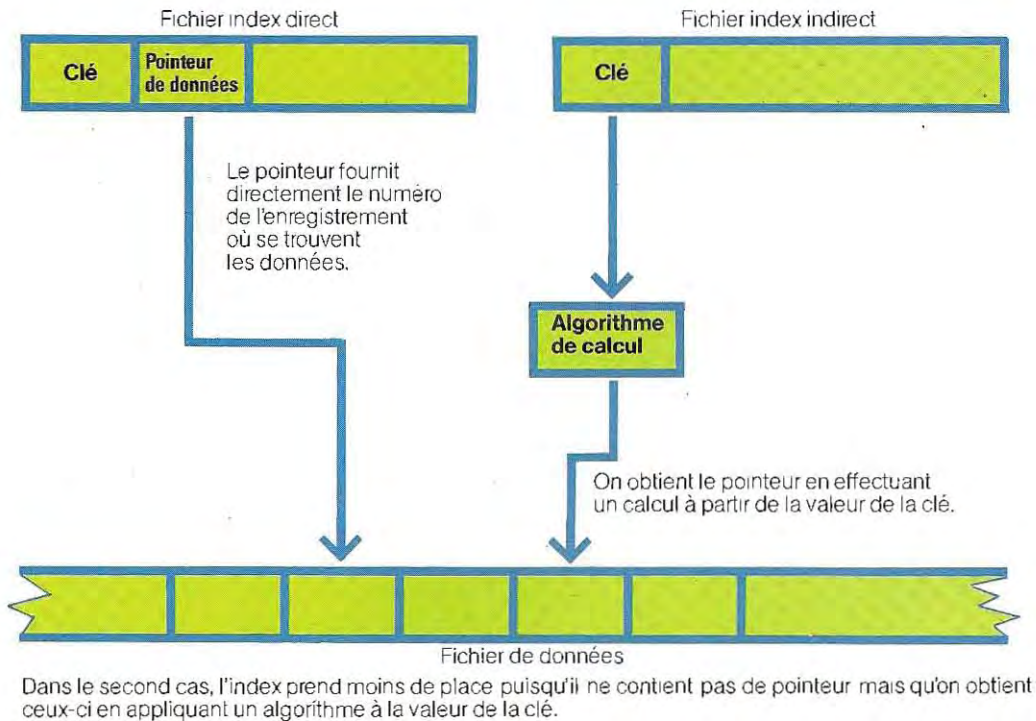 Fichier index direct
Fichier index indirect
Clé
Pointeur
de données
Clé
Le pointeur fournit
directement le numéro
de l'enregistrement
où se trouvent
les données.
Algorithme
de calcul
On obtient le pointeur en effectuant
un calcul à partir de la valeur de la clé.
Fichier de données
Dans le second cas, l'index prend moins de place puisqu'il ne contient pas de pointeur mais qu'on obtient
ceux-ci en appliquant un algorithme à la valeur de la clé.